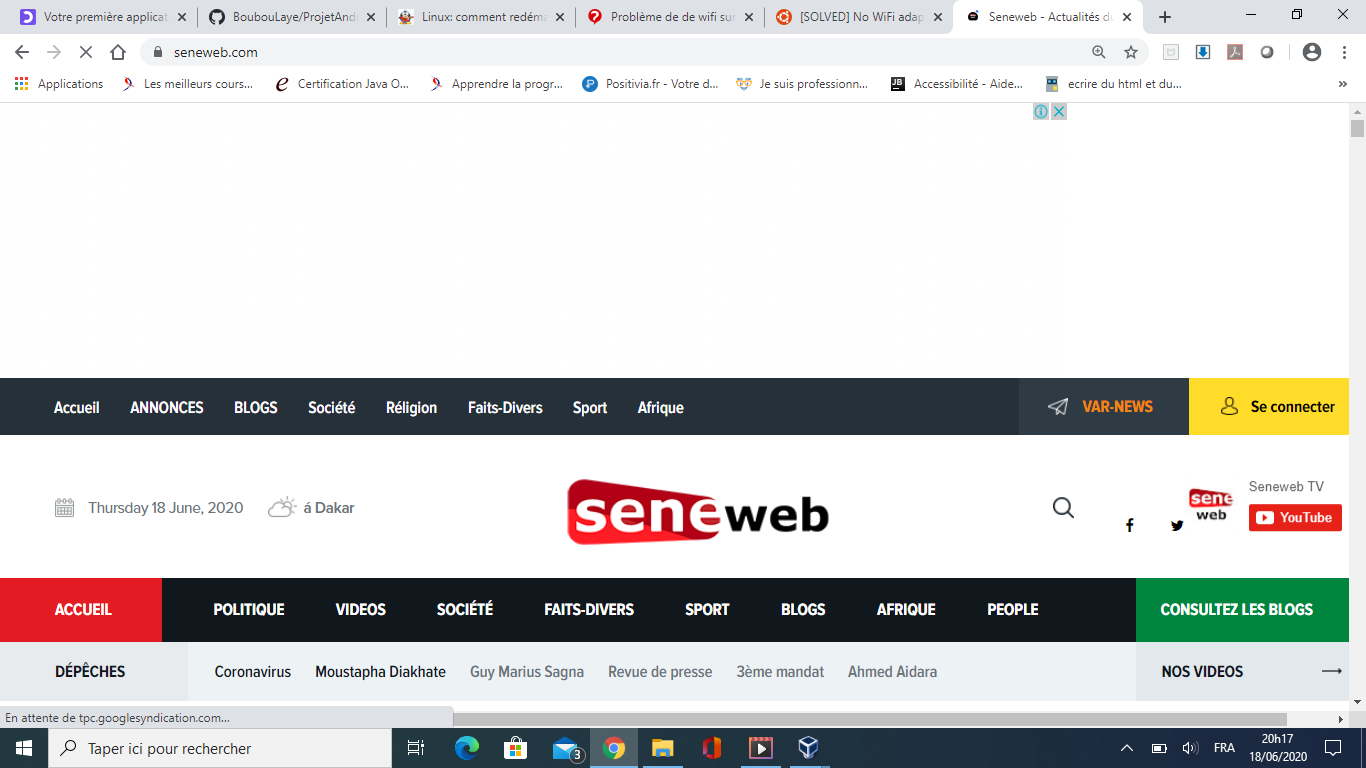 Votre première applicat
BoubouLaye/ProjetAnd
Linux: comment redéma
Problème de de wifi sur
[SOLVED] No WiFi adap
Seneweb - Actualités du
seneweb.com
Applications
Les meilleurs cours...
Certification Java O...
Apprendre la progr...
Positivia.fr - Votre d...
Je suis professionn...
Accessibilité - Aide...
ecrire du html et du...
»
Accueil
ANNONCES
BLOGS
Société
Réligion
Faits-Divers
Sport
Afrique
VAR-NEWS
Se connecter
Thursday 18 June, 2020
á Dakar
seneweb
sene
web
Seneweb TV
YouTube
ACCUEIL
POLITIQUE
VIDEOS
SOCIÉTÉ
FAITS-DIVERS
SPORT
BLOGS
AFRIQUE
PEOPLE
CONSULTEZ LES BLOGS
DÉPÊCHES
Coronavirus
Moustapha Diakhate
Guy Marius Sagna
Revue de presse
3ème mandat
Ahmed Aidara
NOS VIDEOS
En attente de tpc.googlesyndication.com...
Taper ici pour rechercher
3
FRA
20h17
18/06/2020